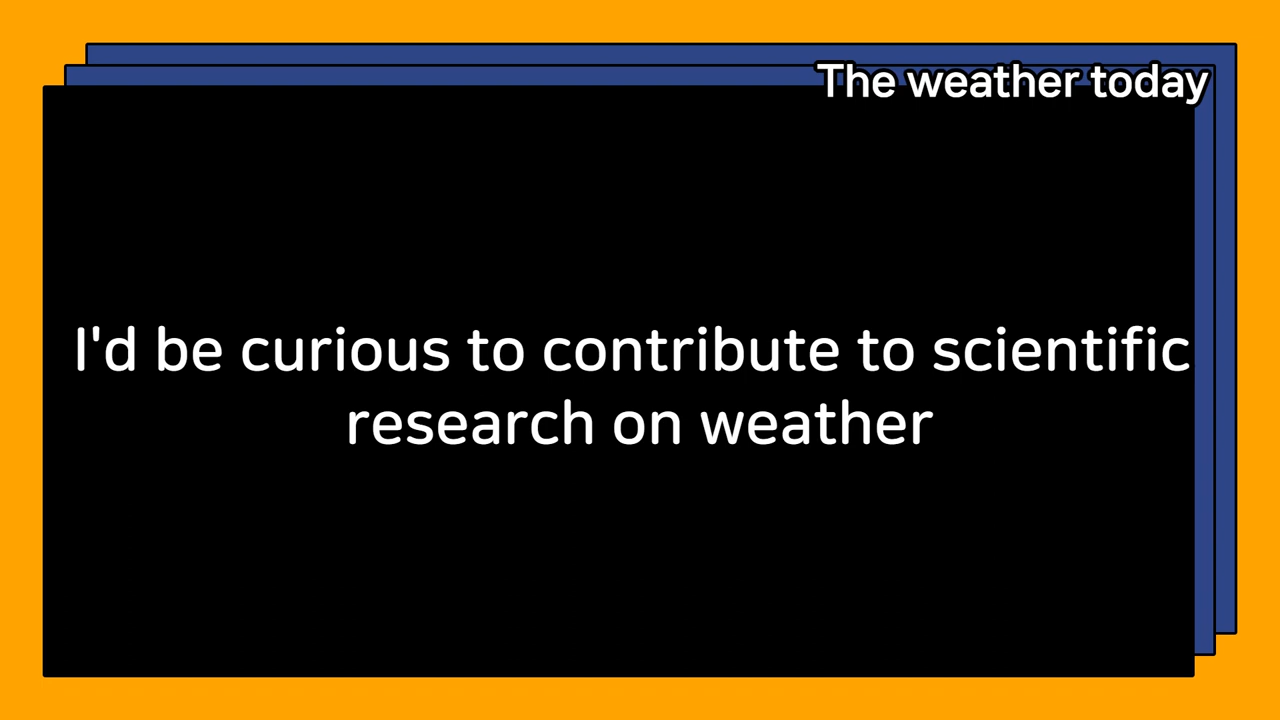 The weather today
I'd be curious to contribute to scientific
research on weather